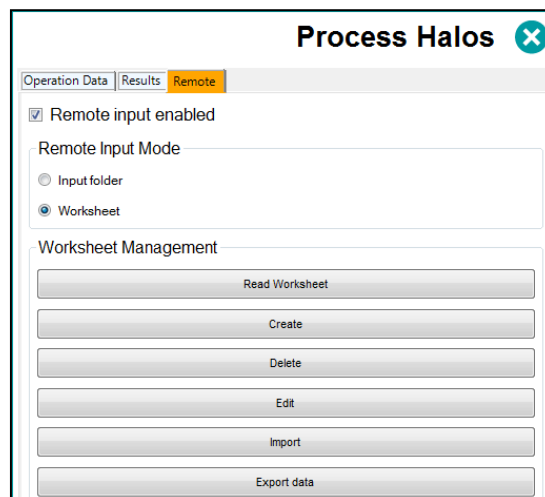 Process Halos
Operation Data Results Remote
Remote input enabled
Remote Input Mode
Input folder
Worksheet
Worksheet Management
Read Worksheet
Create
Delete
Edit
Import
Export data